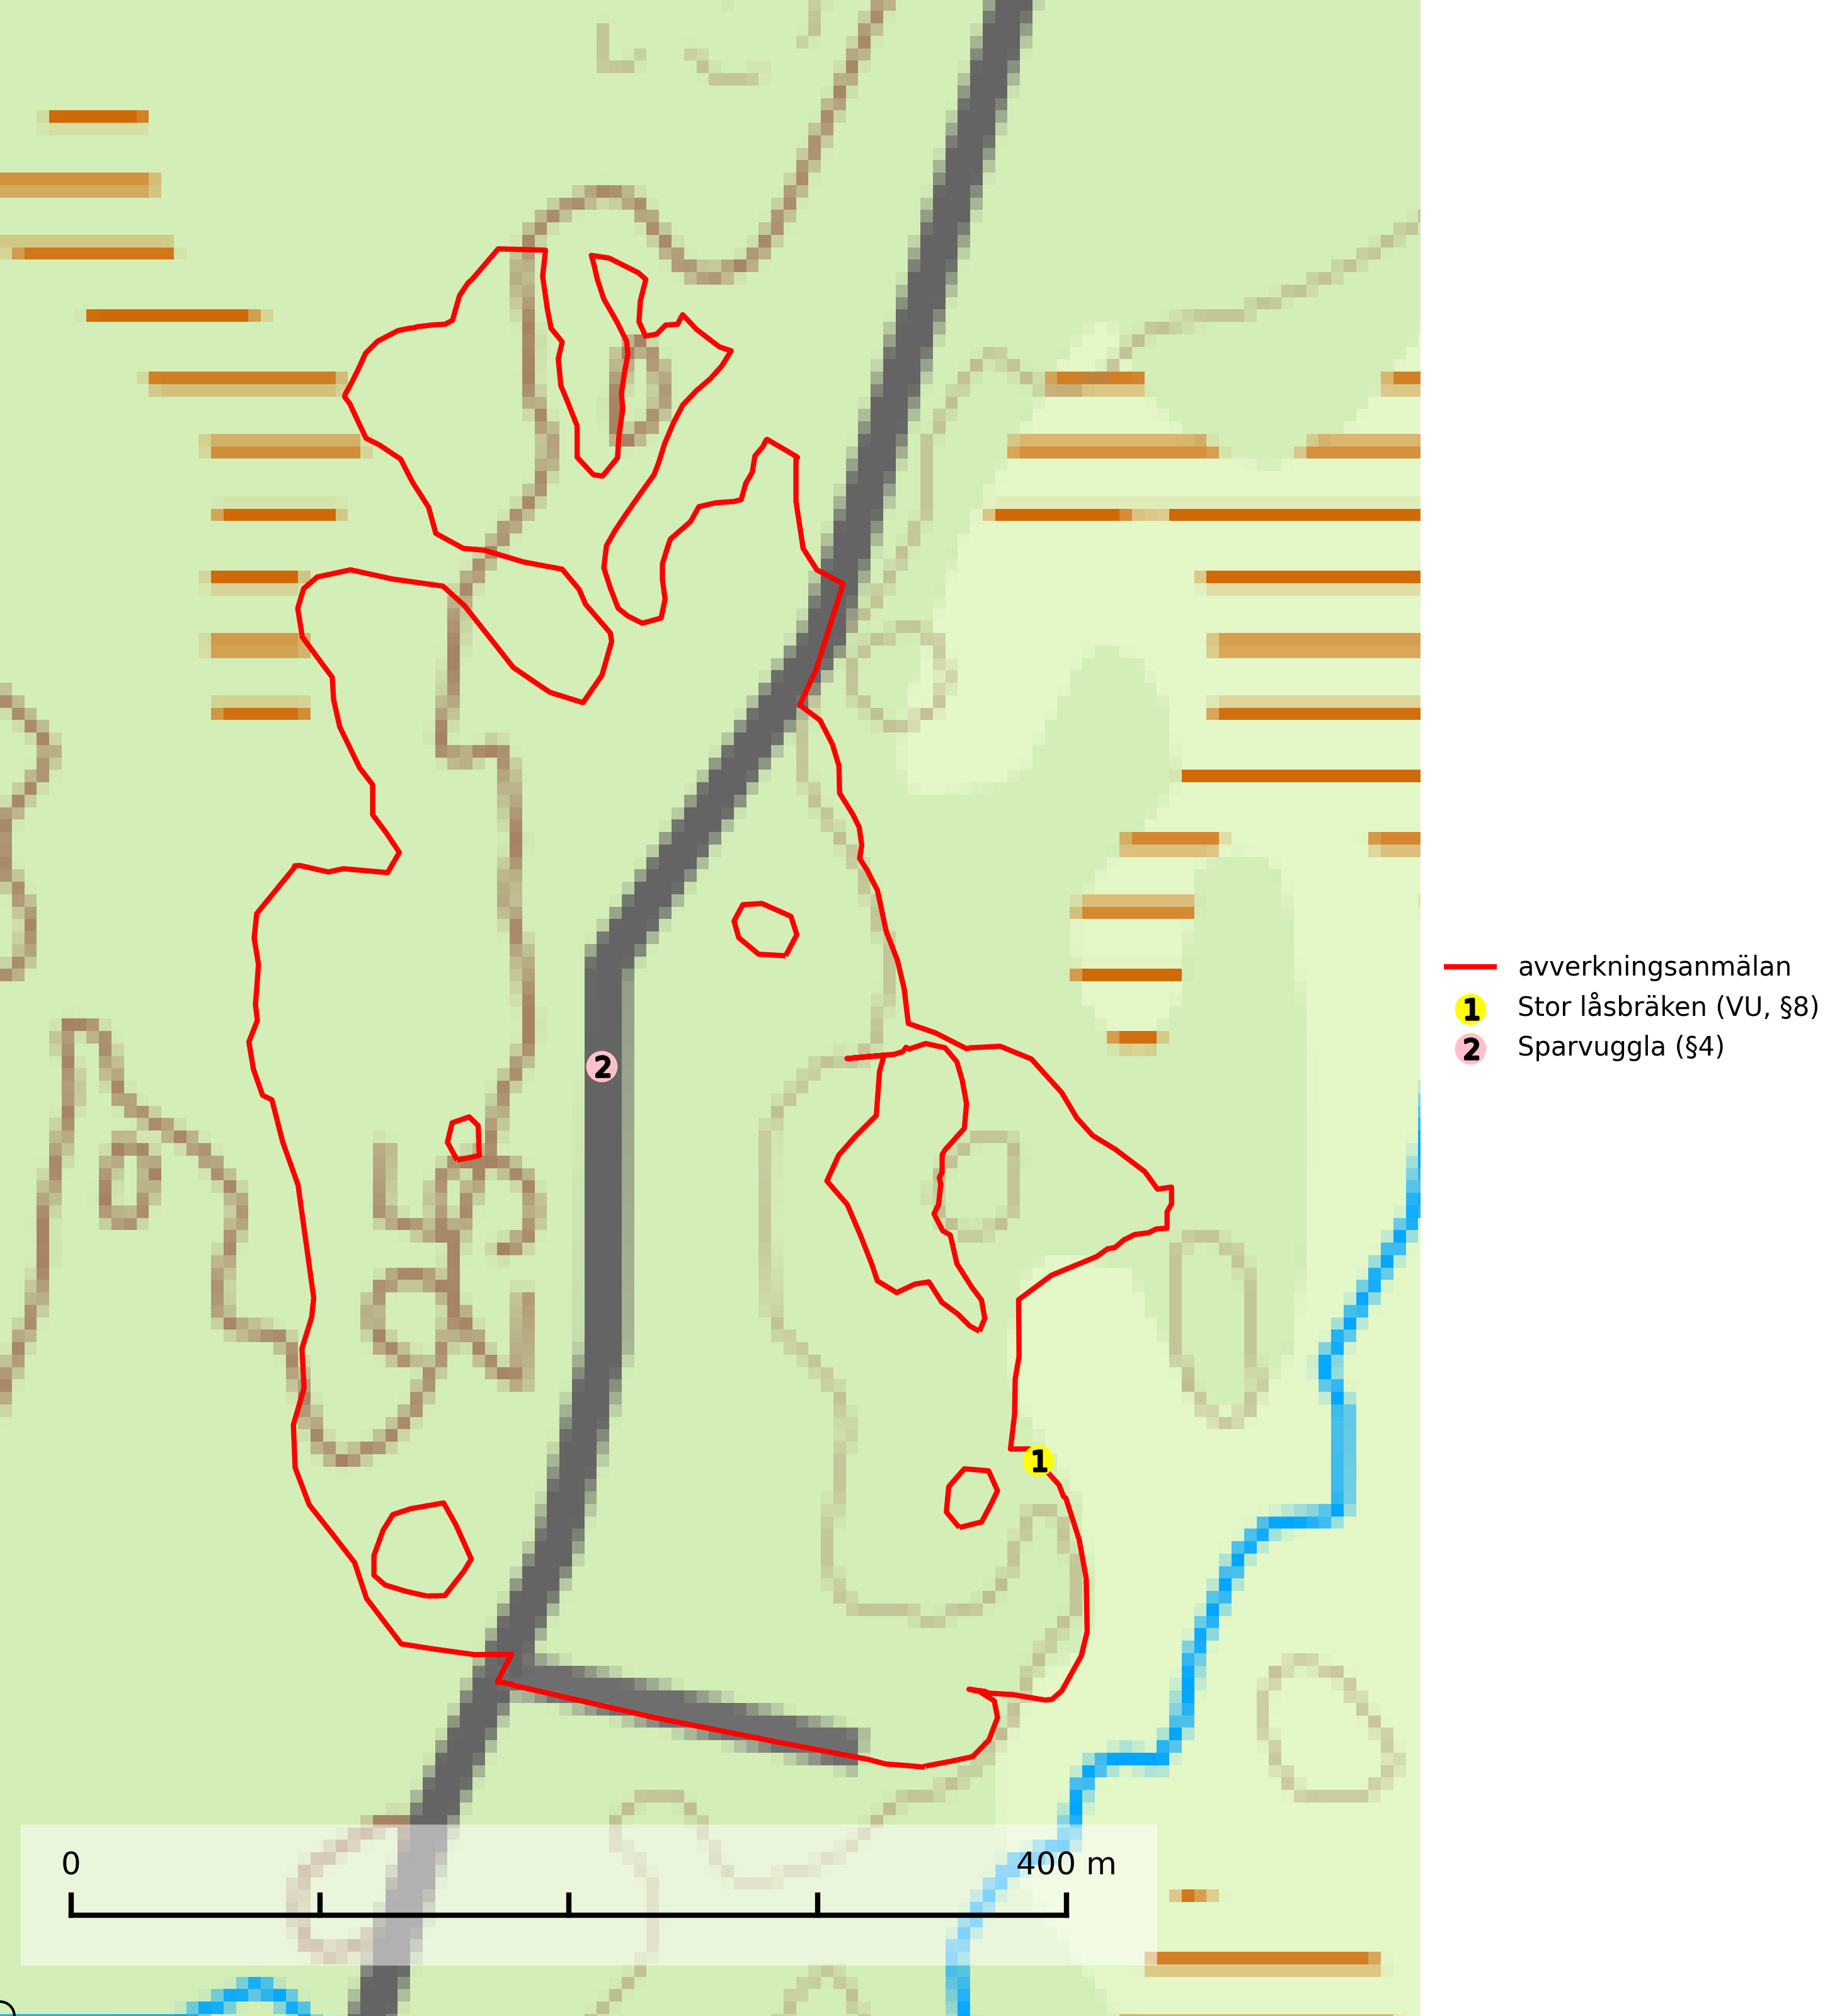 2
1
avverkningsanmälan
1 Stor låsbräken (VU, §8)
2 Sparvuggla (§4)
0 400 m